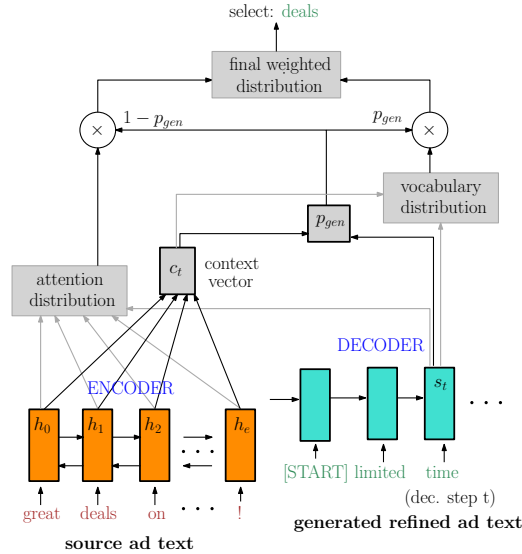 select: deals
final weighted
distribution
1 − p_gen
p_gen
×
×
vocabulary
distribution
p_gen
c_t
context
vector
attention
distribution
DECODER
ENCODER
s_t
. . .
h_0
h_1
h_2
. . .
h_e
[START] limited time
great deals on . . . !
(dec. step t)
generated refined ad text
source ad text